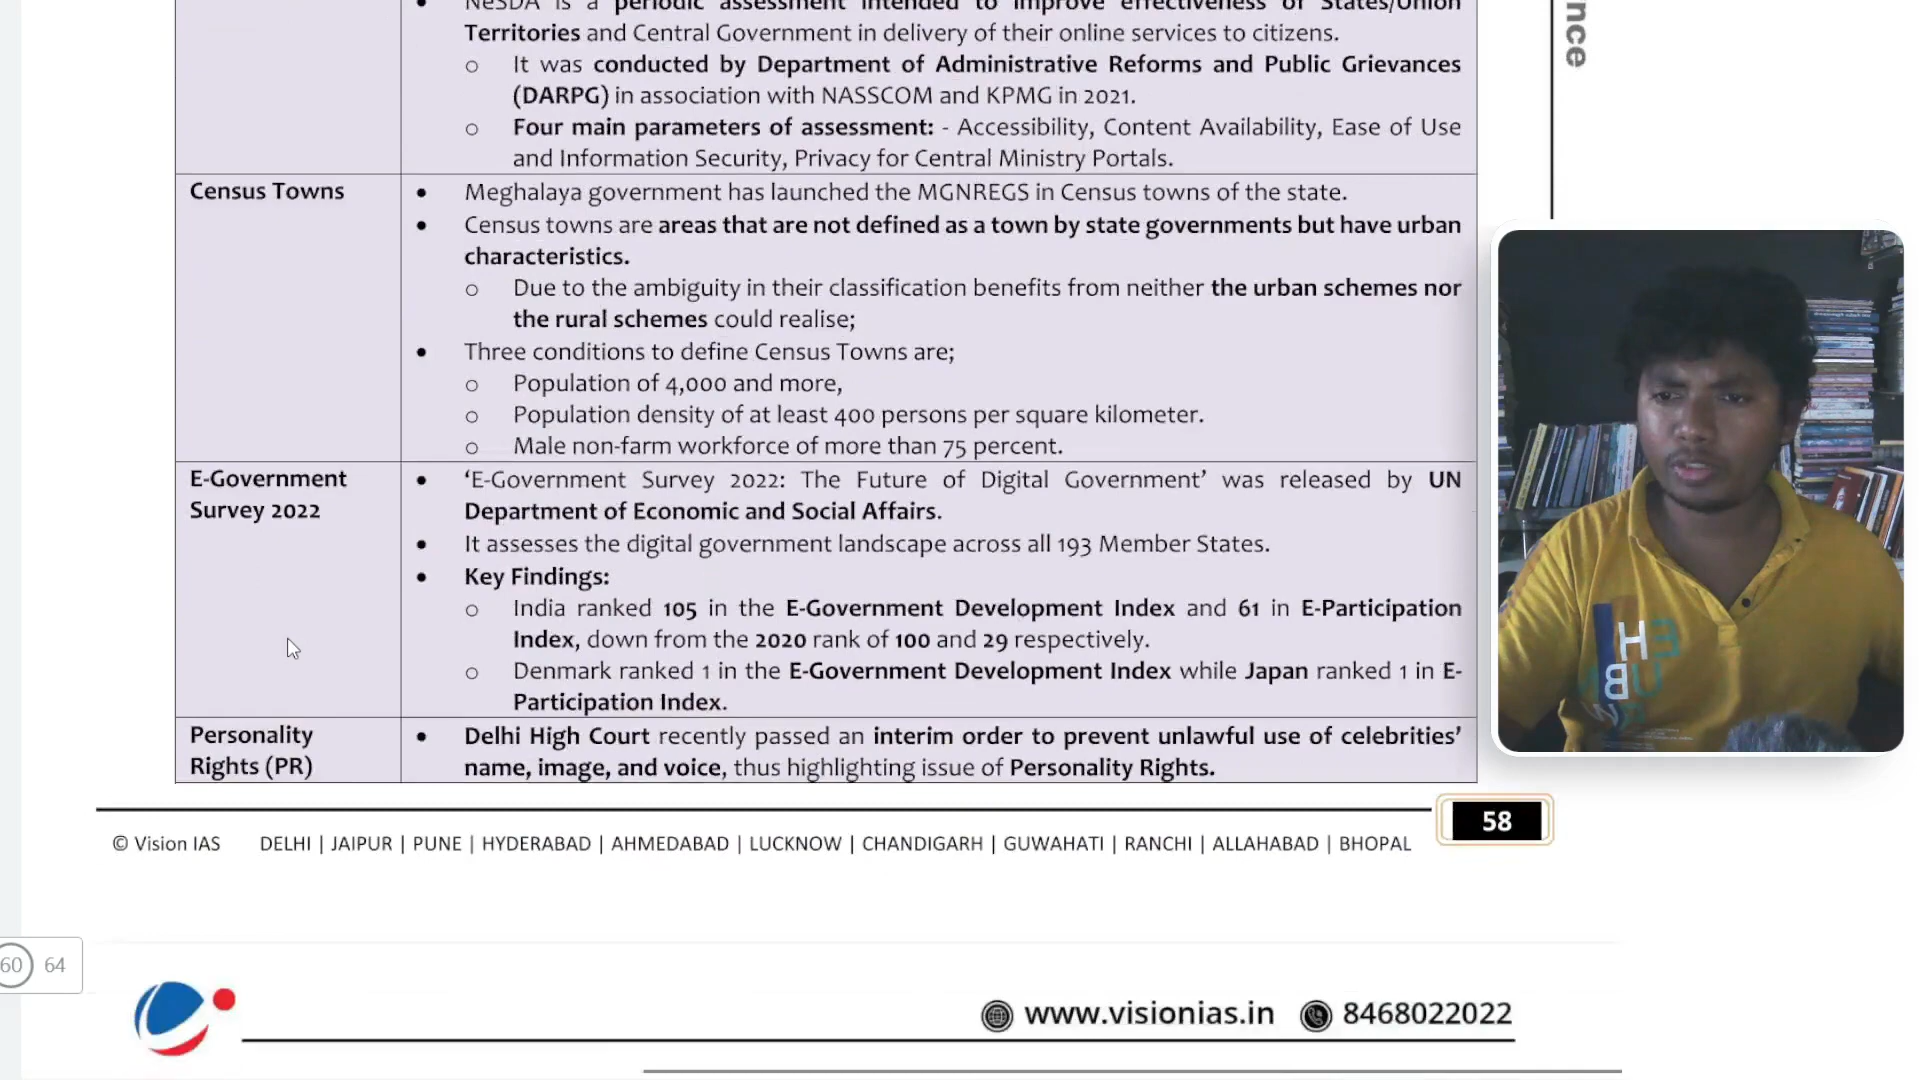 NeSDA is a periodic assessment intended to improve effectiveness of States/Union
Territories and Central Government in delivery of their online services to citizens.
o It was conducted by Department of Administrative Reforms and Public Grievances
(DARPG) in association with NASSCOM and KPMG in 2021.
o Four main parameters of assessment: - Accessibility, Content Availability, Ease of Use
and Information Security, Privacy for Central Ministry Portals.
Census Towns
• Meghalaya government has launched the MGNREGS in Census towns of the state.
• Census towns are areas that are not defined as a town by state governments but have urban
characteristics.
o Due to the ambiguity in their classification benefits from neither the urban schemes nor
the rural schemes could realise;
• Three conditions to define Census Towns are;
o Population of 4,000 and more,
o Population density of at least 400 persons per square kilometer.
o Male non-farm workforce of more than 75 percent.
E-Government
Survey 2022
• ‘E-Government Survey 2022: The Future of Digital Government’ was released by UN
Department of Economic and Social Affairs.
• It assesses the digital government landscape across all 193 Member States.
• Key Findings:
o India ranked 105 in the E-Government Development Index and 61 in E-Participation
Index, down from the 2020 rank of 100 and 29 respectively.
o Denmark ranked 1 in the E-Government Development Index while Japan ranked 1 in E-
Participation Index.
Personality
Rights (PR)
• Delhi High Court recently passed an interim order to prevent unlawful use of celebrities’
name, image, and voice, thus highlighting issue of Personality Rights.
58
© Vision IAS DELHI | JAIPUR | PUNE | HYDERABAD | AHMEDABAD | LUCKNOW | CHANDIGARH | GUWAHATI | RANCHI | ALLAHABAD | BHOPAL
60 64
www.visionias.in 8468022022
nce